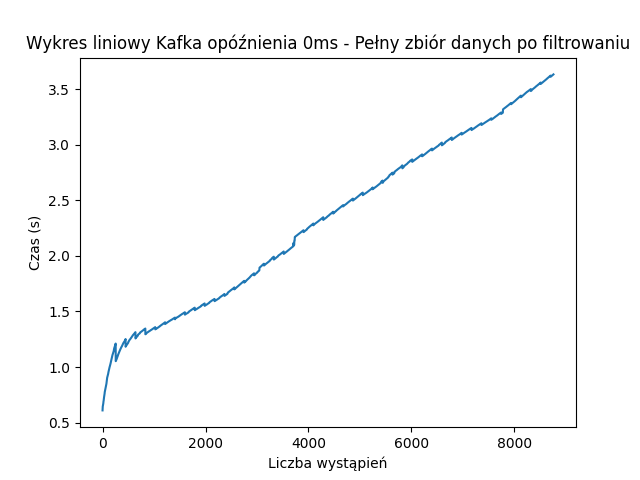 Wykres liniowy Kafka opóźnienia 0ms - Pełny zbiór danych po filtrowaniu
3.5
3.0
2.5
2.0
1.5
1.0
0.5
Czas (s)
0 2000 4000 6000 8000
Liczba wystąpień